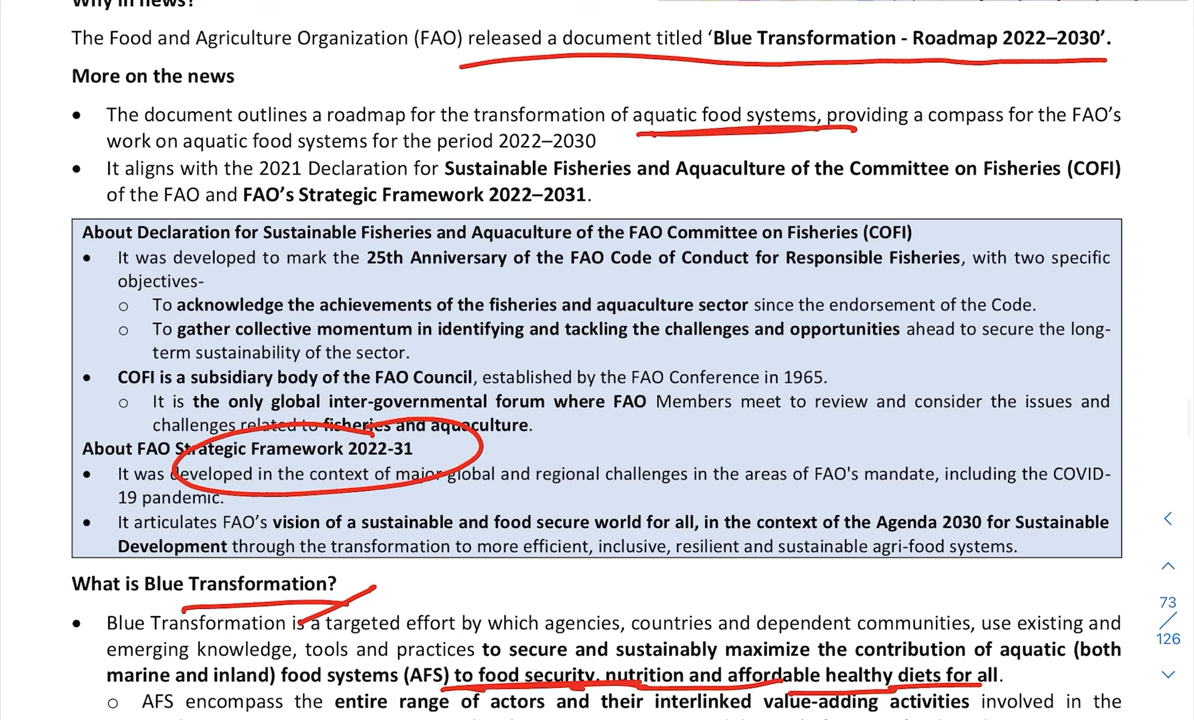 Why in news?
The Food and Agriculture Organization (FAO) released a document titled ‘Blue Transformation - Roadmap 2022–2030’.
More on the news
• The document outlines a roadmap for the transformation of aquatic food systems, providing a compass for the FAO’s
work on aquatic food systems for the period 2022–2030
• It aligns with the 2021 Declaration for Sustainable Fisheries and Aquaculture of the Committee on Fisheries (COFI)
of the FAO and FAO’s Strategic Framework 2022–2031.
About Declaration for Sustainable Fisheries and Aquaculture of the FAO Committee on Fisheries (COFI)
• It was developed to mark the 25th Anniversary of the FAO Code of Conduct for Responsible Fisheries, with two specific
objectives-
o To acknowledge the achievements of the fisheries and aquaculture sector since the endorsement of the Code.
o To gather collective momentum in identifying and tackling the challenges and opportunities ahead to secure the long-
term sustainability of the sector.
• COFI is a subsidiary body of the FAO Council, established by the FAO Conference in 1965.
o It is the only global inter-governmental forum where FAO Members meet to review and consider the issues and
challenges related to fisheries and aquaculture.
About FAO Strategic Framework 2022-31
• It was developed in the context of major global and regional challenges in the areas of FAO's mandate, including the COVID-
19 pandemic.
• It articulates FAO’s vision of a sustainable and food secure world for all, in the context of the Agenda 2030 for Sustainable
Development through the transformation to more efficient, inclusive, resilient and sustainable agri-food systems.
What is Blue Transformation?
• Blue Transformation is a targeted effort by which agencies, countries and dependent communities, use existing and
emerging knowledge, tools and practices to secure and sustainably maximize the contribution of aquatic (both
marine and inland) food systems (AFS) to food security, nutrition and affordable healthy diets for all.
o AFS encompass the entire range of actors and their interlinked value-adding activities involved in the
73
126